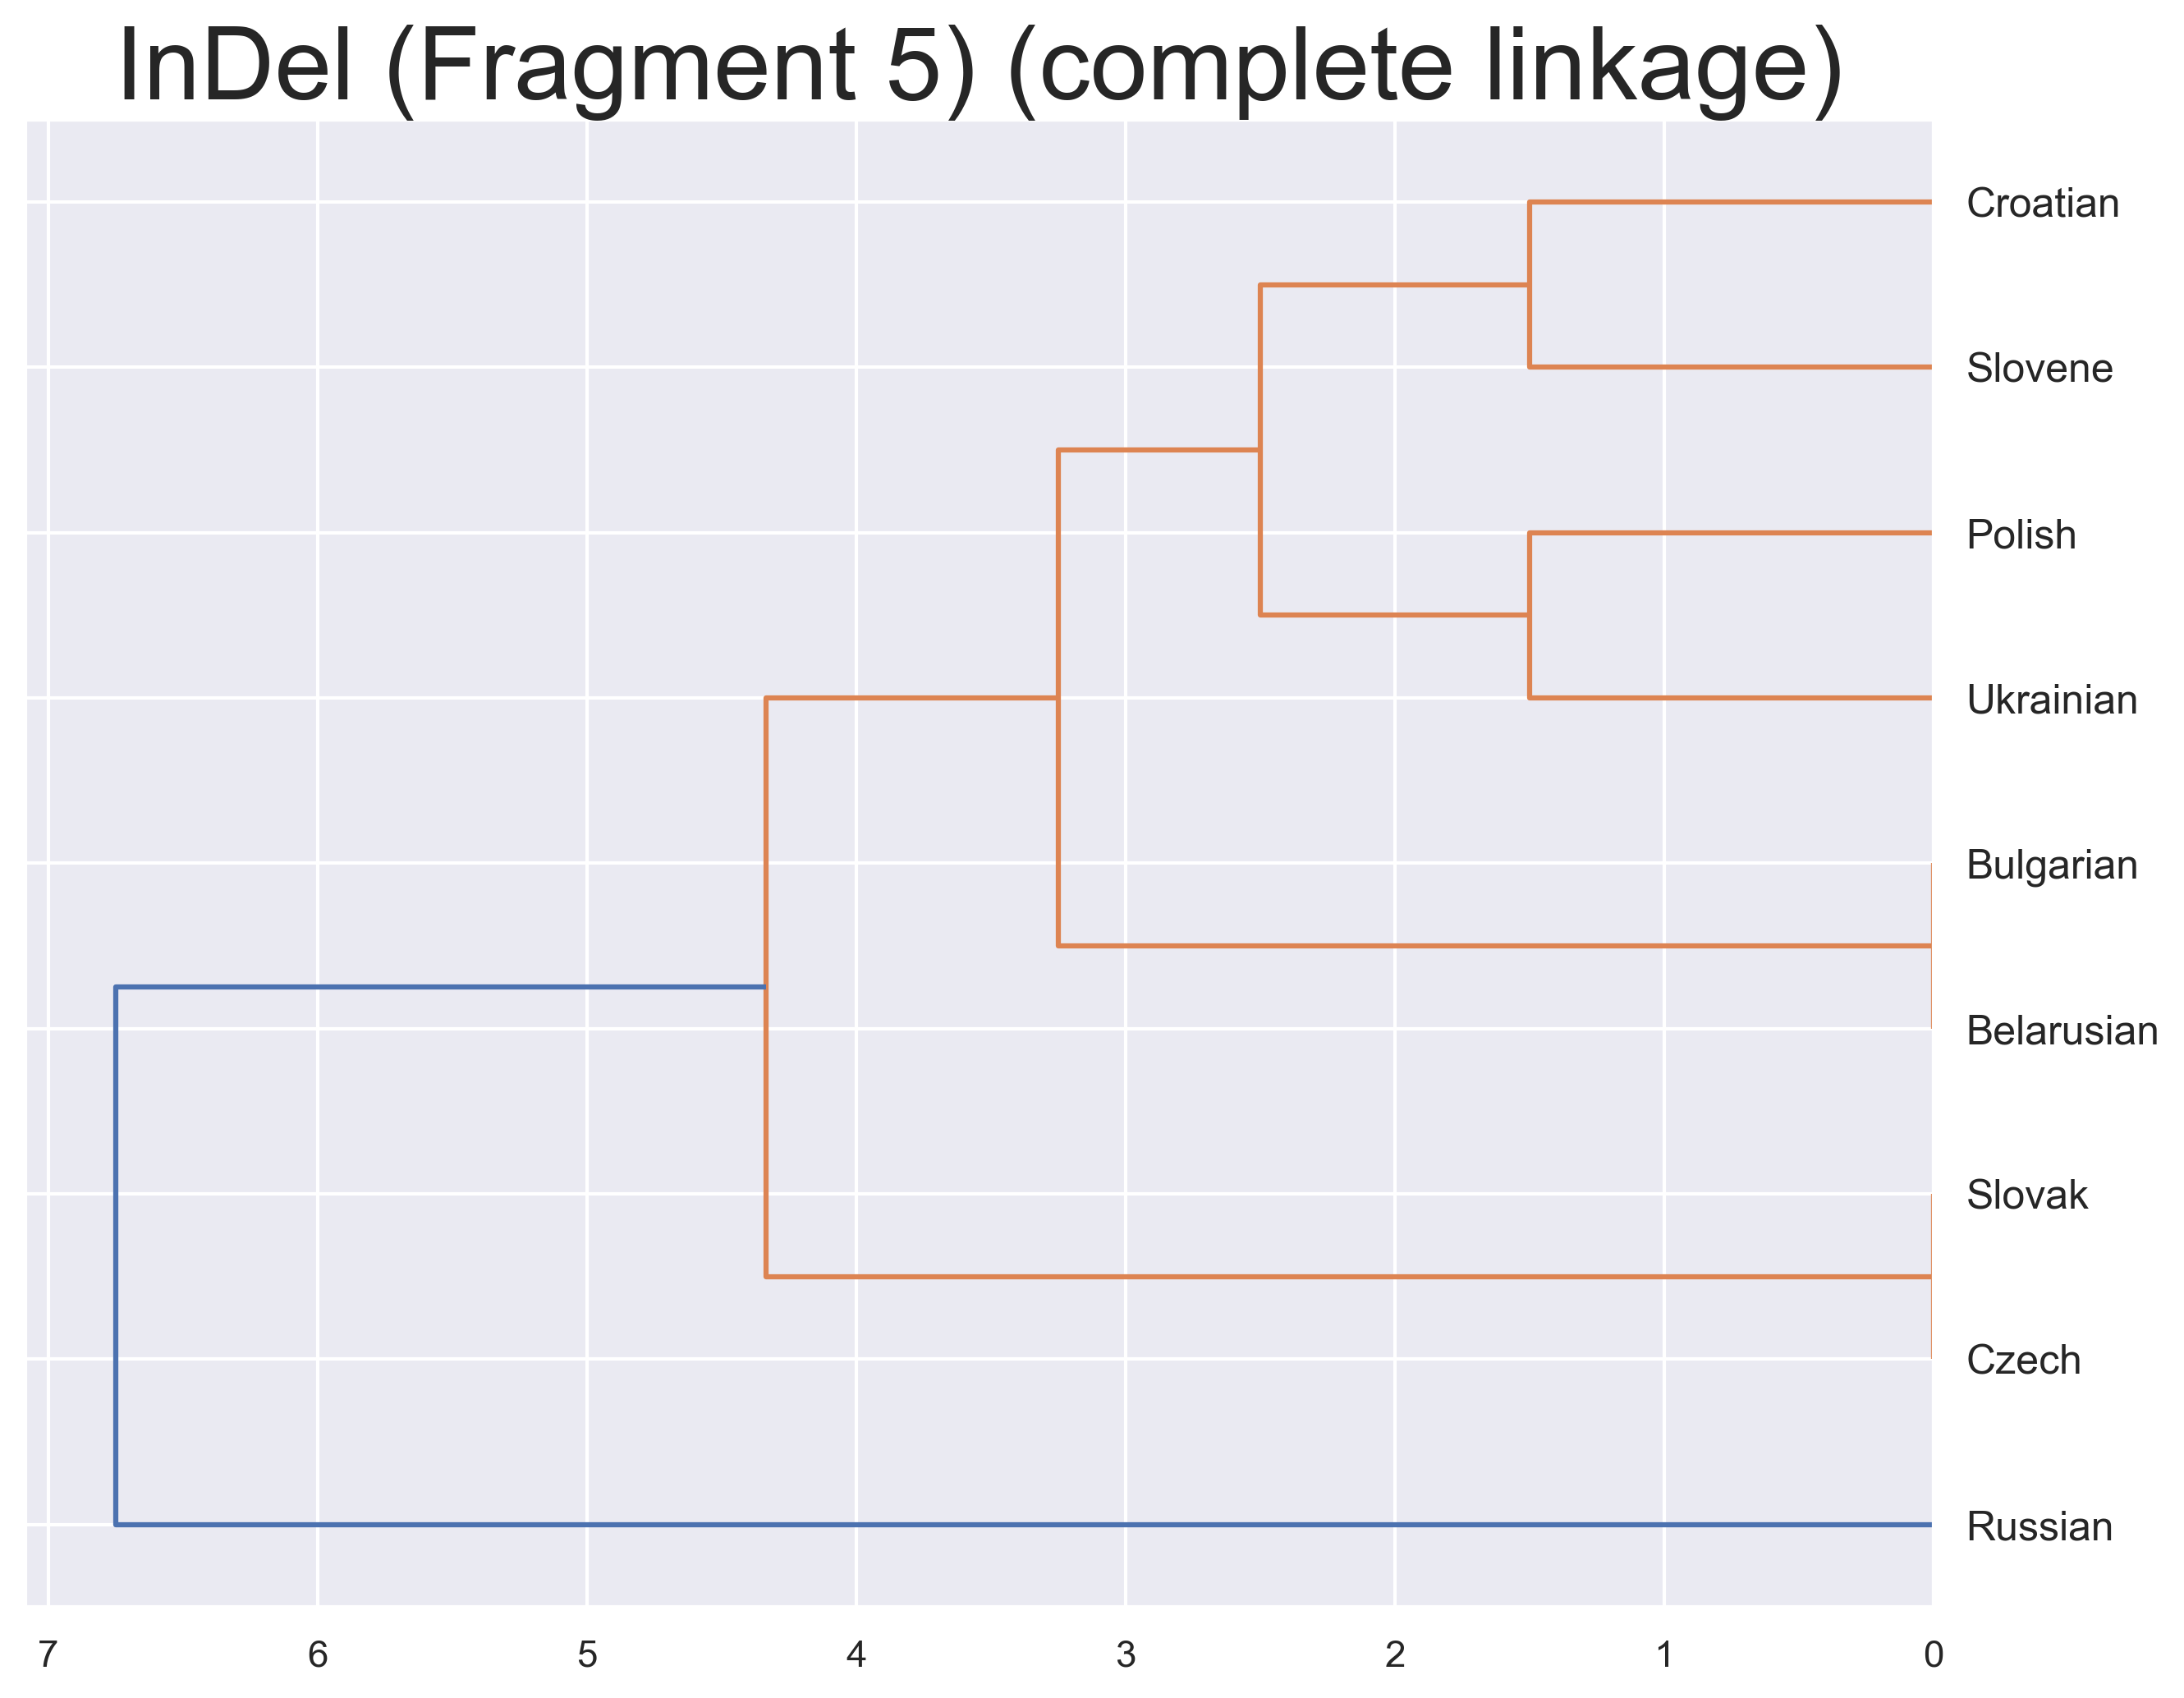 InDel (Fragment 5) (complete linkage)
Croatian
Slovene
Polish
Ukrainian
Bulgarian
Belarusian
Slovak
Czech
Russian
7 6 5 4 3 2 1 0